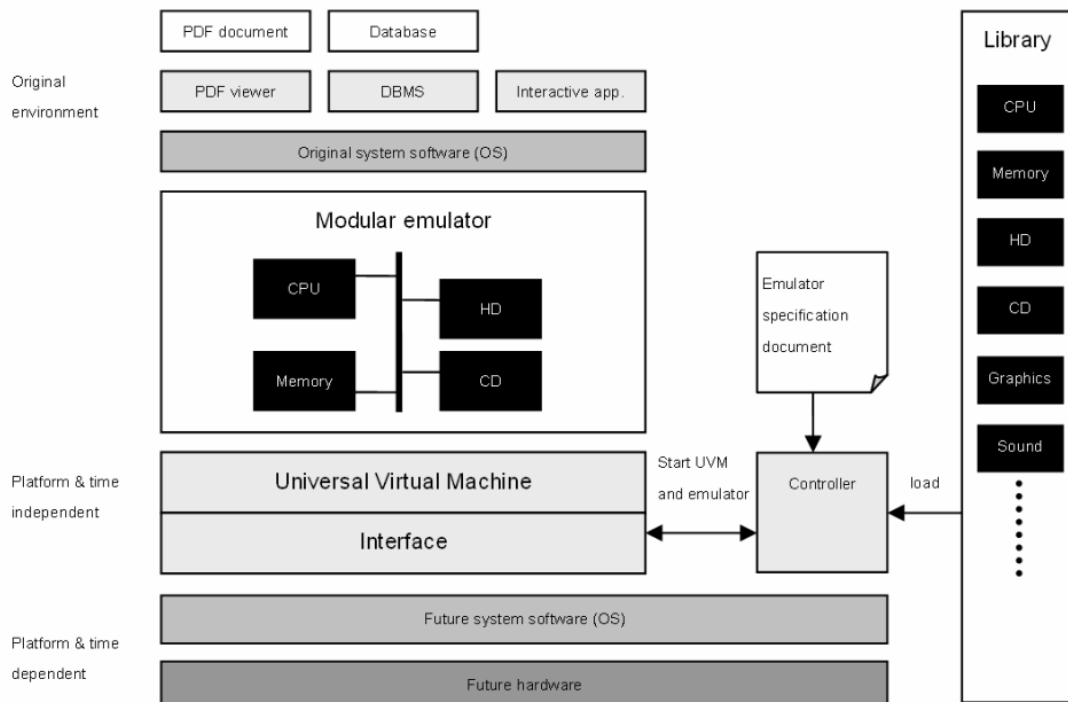 PDF document
Database
Library
Original
environment
PDF viewer
DBMS
Interactive app.
CPU
Original system software (OS)
Memory
Modular emulator
CPU
HD
Memory
CD
HD
Emulator
specification
document
CD
Graphics
Sound
Platform & time
independent
Universal Virtual Machine
Interface
Start UVM
and emulator
Controller
load
Future system software (OS)
Platform & time
dependent
Future hardware